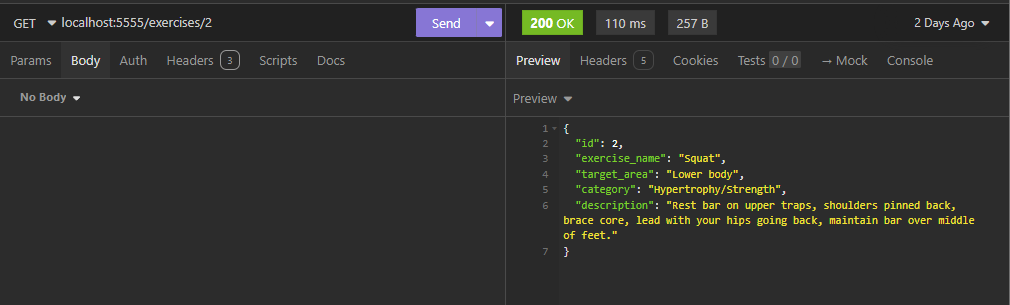 GET localhost:5555/exercises/2 Send 200 OK 110 ms 257 B 2 Days Ago
Params Body Auth Headers 3 Scripts Docs Preview Headers 5 Cookies Tests 0 / 0 → Mock Console
No Body Preview
1 {
2 "id": 2,
3 "exercise_name": "Squat",
4 "target_area": "Lower body",
5 "category": "Hypertrophy/Strength",
6 "description": "Rest bar on upper traps, shoulders pinned back,
brace core, lead with your hips going back, maintain bar over middle
of feet."
7 }